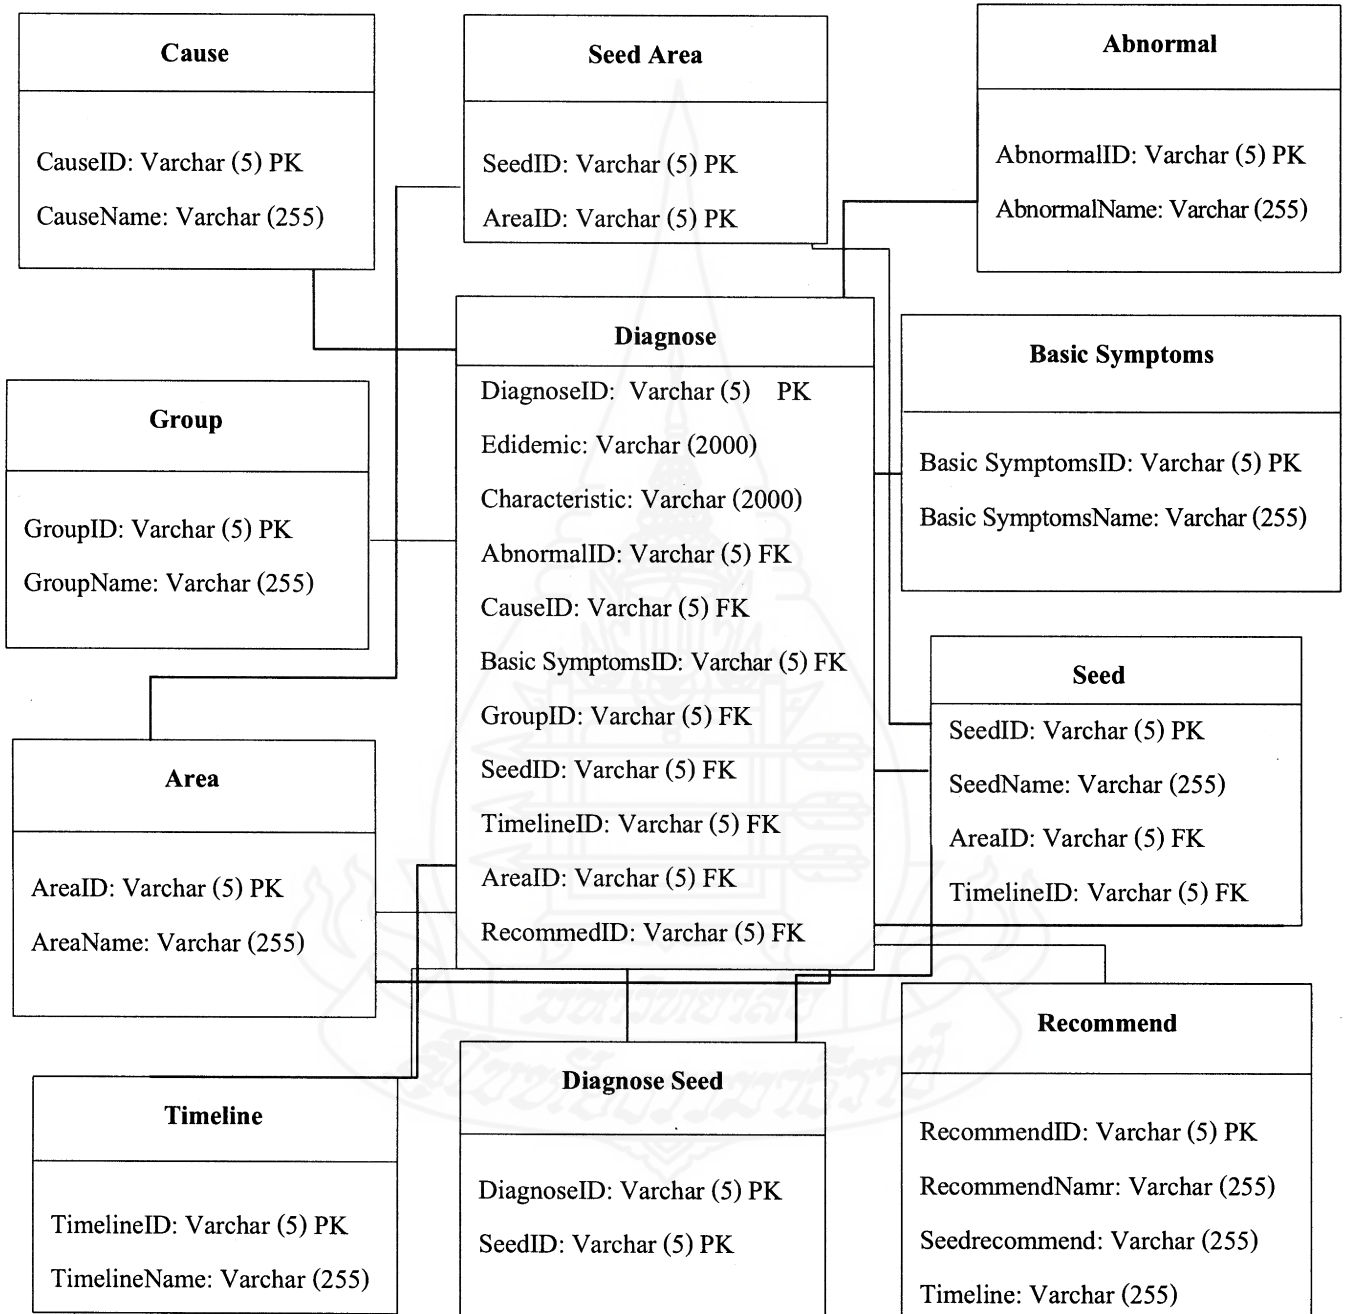 Cause
CauseID: Varchar (5) PK
CauseName: Varchar (255)
Seed Area
SeedID: Varchar (5) PK
AreaID: Varchar (5) PK
Abnormal
AbnormalID: Varchar (5) PK
AbnormalName: Varchar (255)
Diagnose
DiagnoseID: Varchar (5) PK
Edidemic: Varchar (2000)
Characteristic: Varchar (2000)
AbnormalID: Varchar (5) FK
CauseID: Varchar (5) FK
Basic SymptomsID: Varchar (5) FK
GroupID: Varchar (5) FK
SeedID: Varchar (5) FK
TimelineID: Varchar (5) FK
AreaID: Varchar (5) FK
RecommedID: Varchar (5) FK
Basic Symptoms
Basic SymptomsID: Varchar (5) PK
Basic SymptomsName: Varchar (255)
Group
GroupID: Varchar (5) PK
GroupName: Varchar (255)
Seed
SeedID: Varchar (5) PK
SeedName: Varchar (255)
AreaID: Varchar (5) FK
TimelineID: Varchar (5) FK
Area
AreaID: Varchar (5) PK
AreaName: Varchar (255)
Timeline
TimelineID: Varchar (5) PK
TimelineName: Varchar (255)
Diagnose Seed
DiagnoseID: Varchar (5) PK
SeedID: Varchar (5) PK
Recommend
RecommendID: Varchar (5) PK
RecommendNamr: Varchar (255)
Seedrecommend: Varchar (255)
Timeline: Varchar (255)